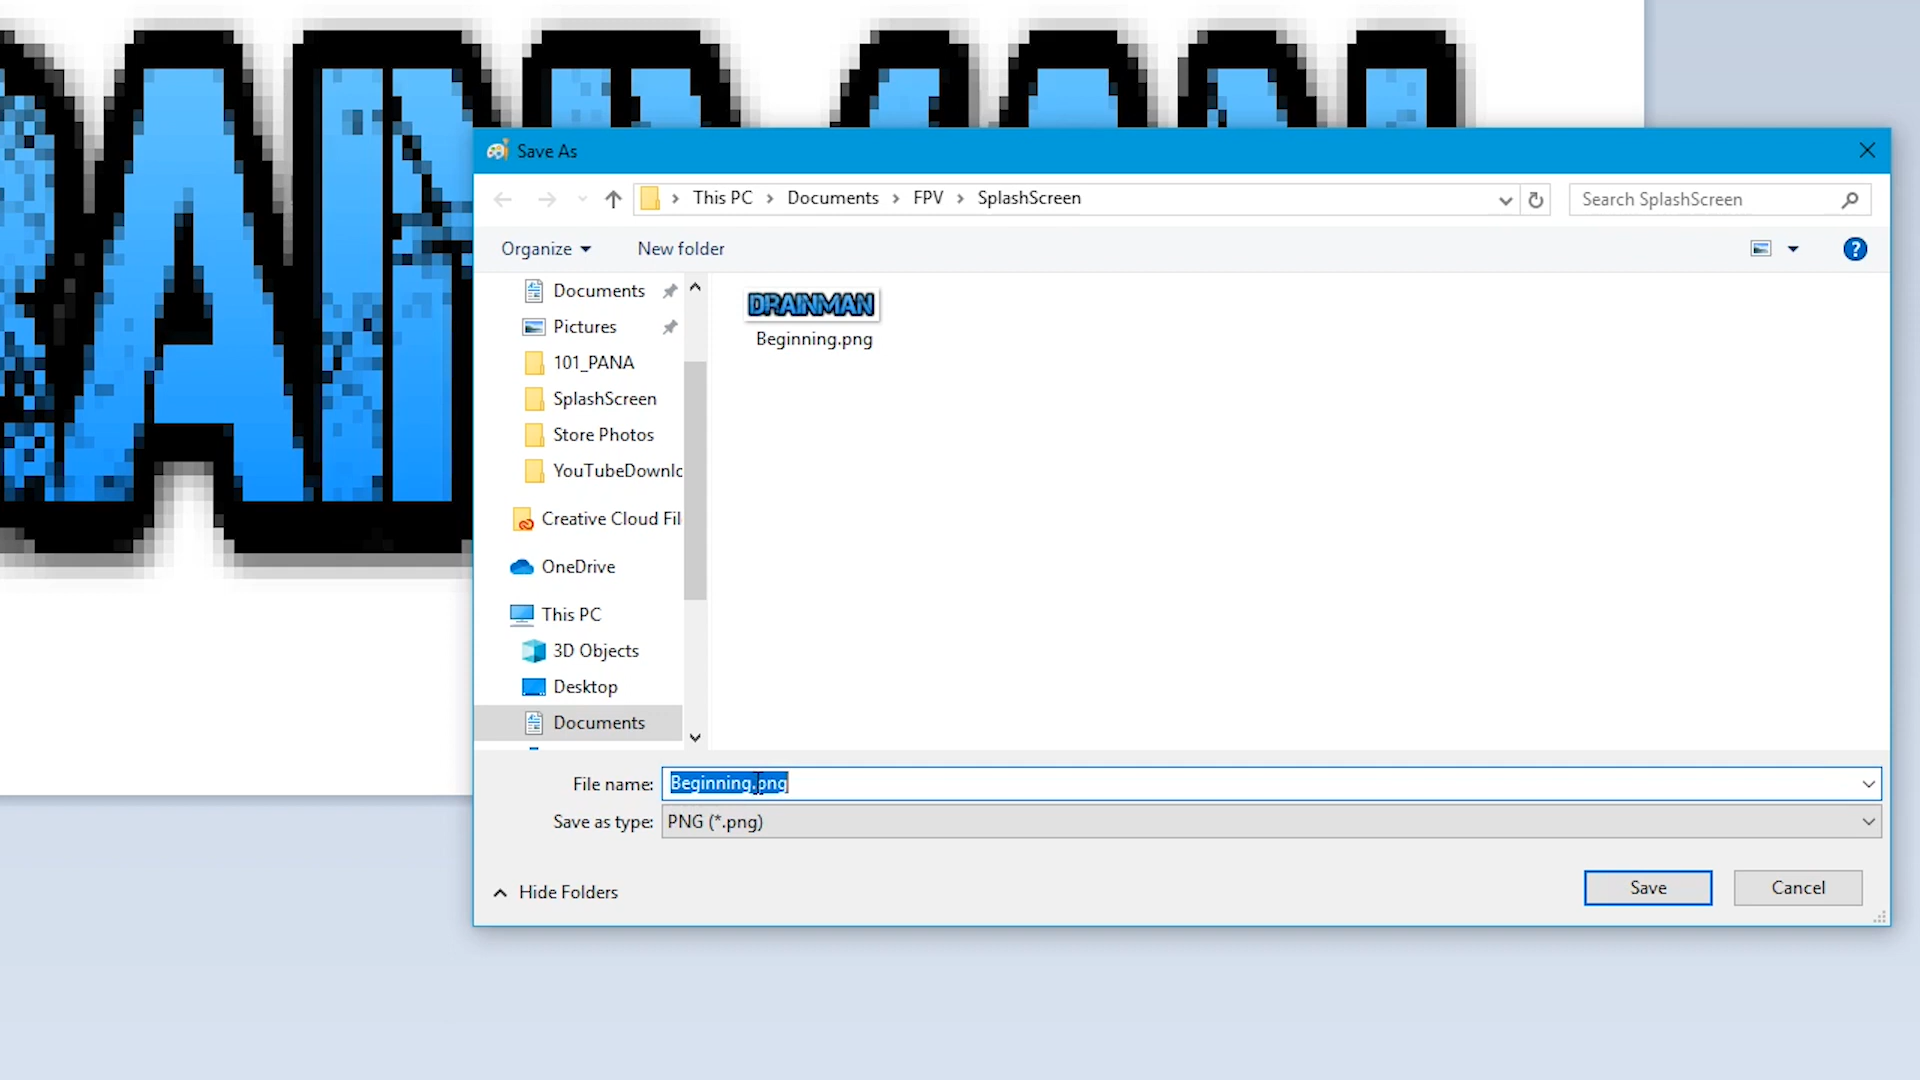 Save As
This PC > Documents > FPV > SplashScreen
Search SplashScreen
Organize
New folder
Documents
Pictures
101_PANA
SplashScreen
Store Photos
YouTubeDownlc
Creative Cloud Fil
OneDrive
This PC
3D Objects
Desktop
Documents
DRAINMAN
Beginning.png
File name: Beginning.png
Save as type: PNG (*.png)
Hide Folders
Save
Cancel